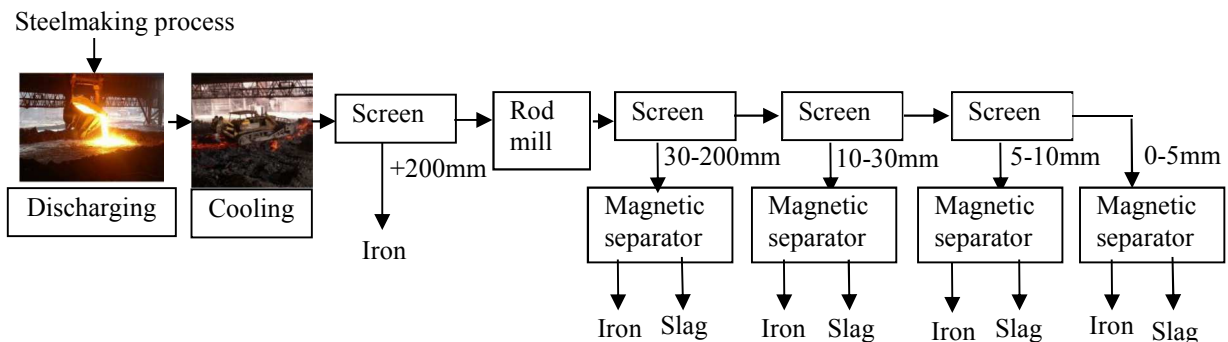 Steelmaking process
Discharging
Cooling
Screen
+200mm
Iron
Rod
mill
Screen
30-200mm
Magnetic
separator
Iron Slag
Screen
10-30mm
Magnetic
separator
Iron Slag
Screen
5-10mm
Magnetic
separator
Iron Slag
0-5mm
Magnetic
separator
Iron Slag